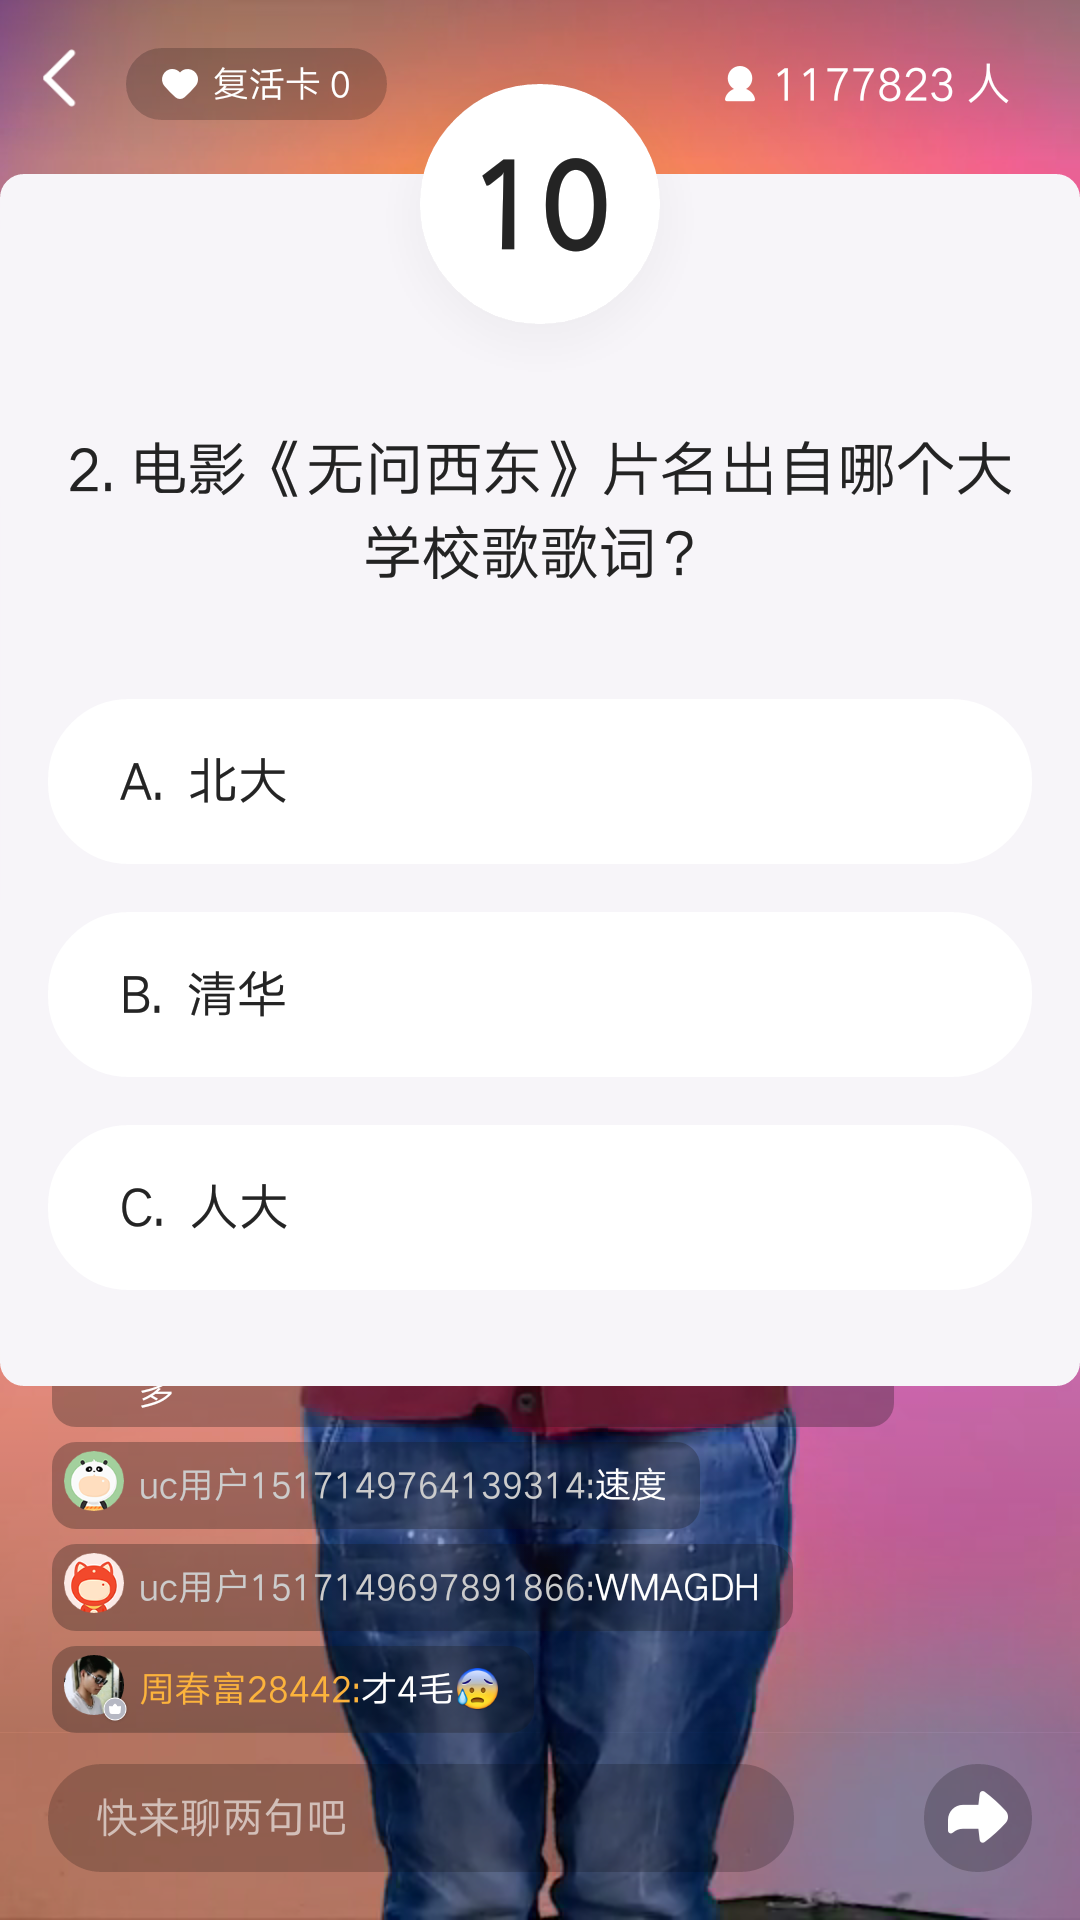 复活卡 0
1177823 人
10
2. 电影《无问西东》片名出自哪个大
学校歌歌词？
A. 北大
B. 清华
C. 人大
多
uc用户1517149764139314:速度
uc用户1517149697891866:WMAGDH
周春富28442:才4毛😰
快来聊两句吧